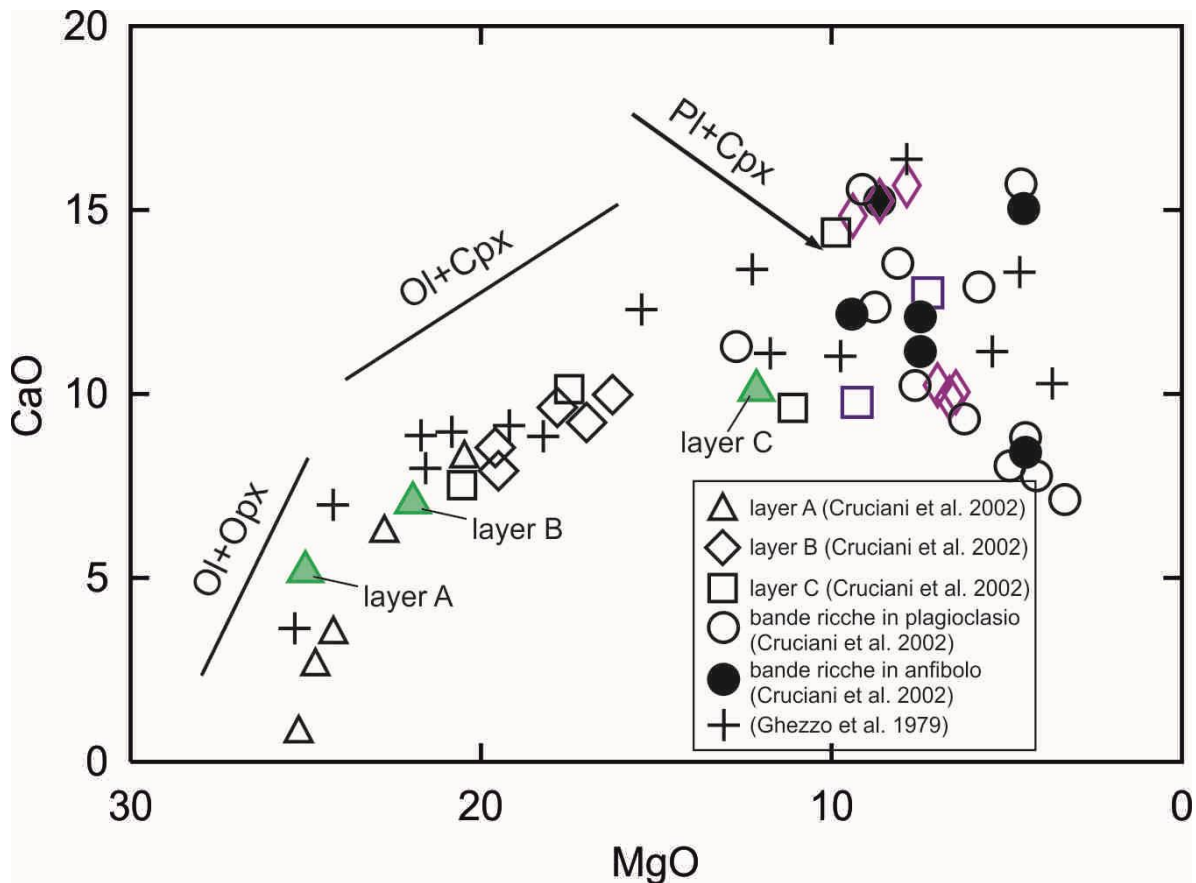 20
15
10
5
0
CaO
30
20
10
0
MgO
Ol+Opx
Ol+Cpx
Pl+Cpx
layer A
layer B
layer C
layer A (Cruciani et al. 2002)
layer B (Cruciani et al. 2002)
layer C (Cruciani et al. 2002)
bande ricche in plagioclasio
(Cruciani et al. 2002)
bande ricche in anfibolo
(Cruciani et al. 2002)
(Ghezzo et al. 1979)